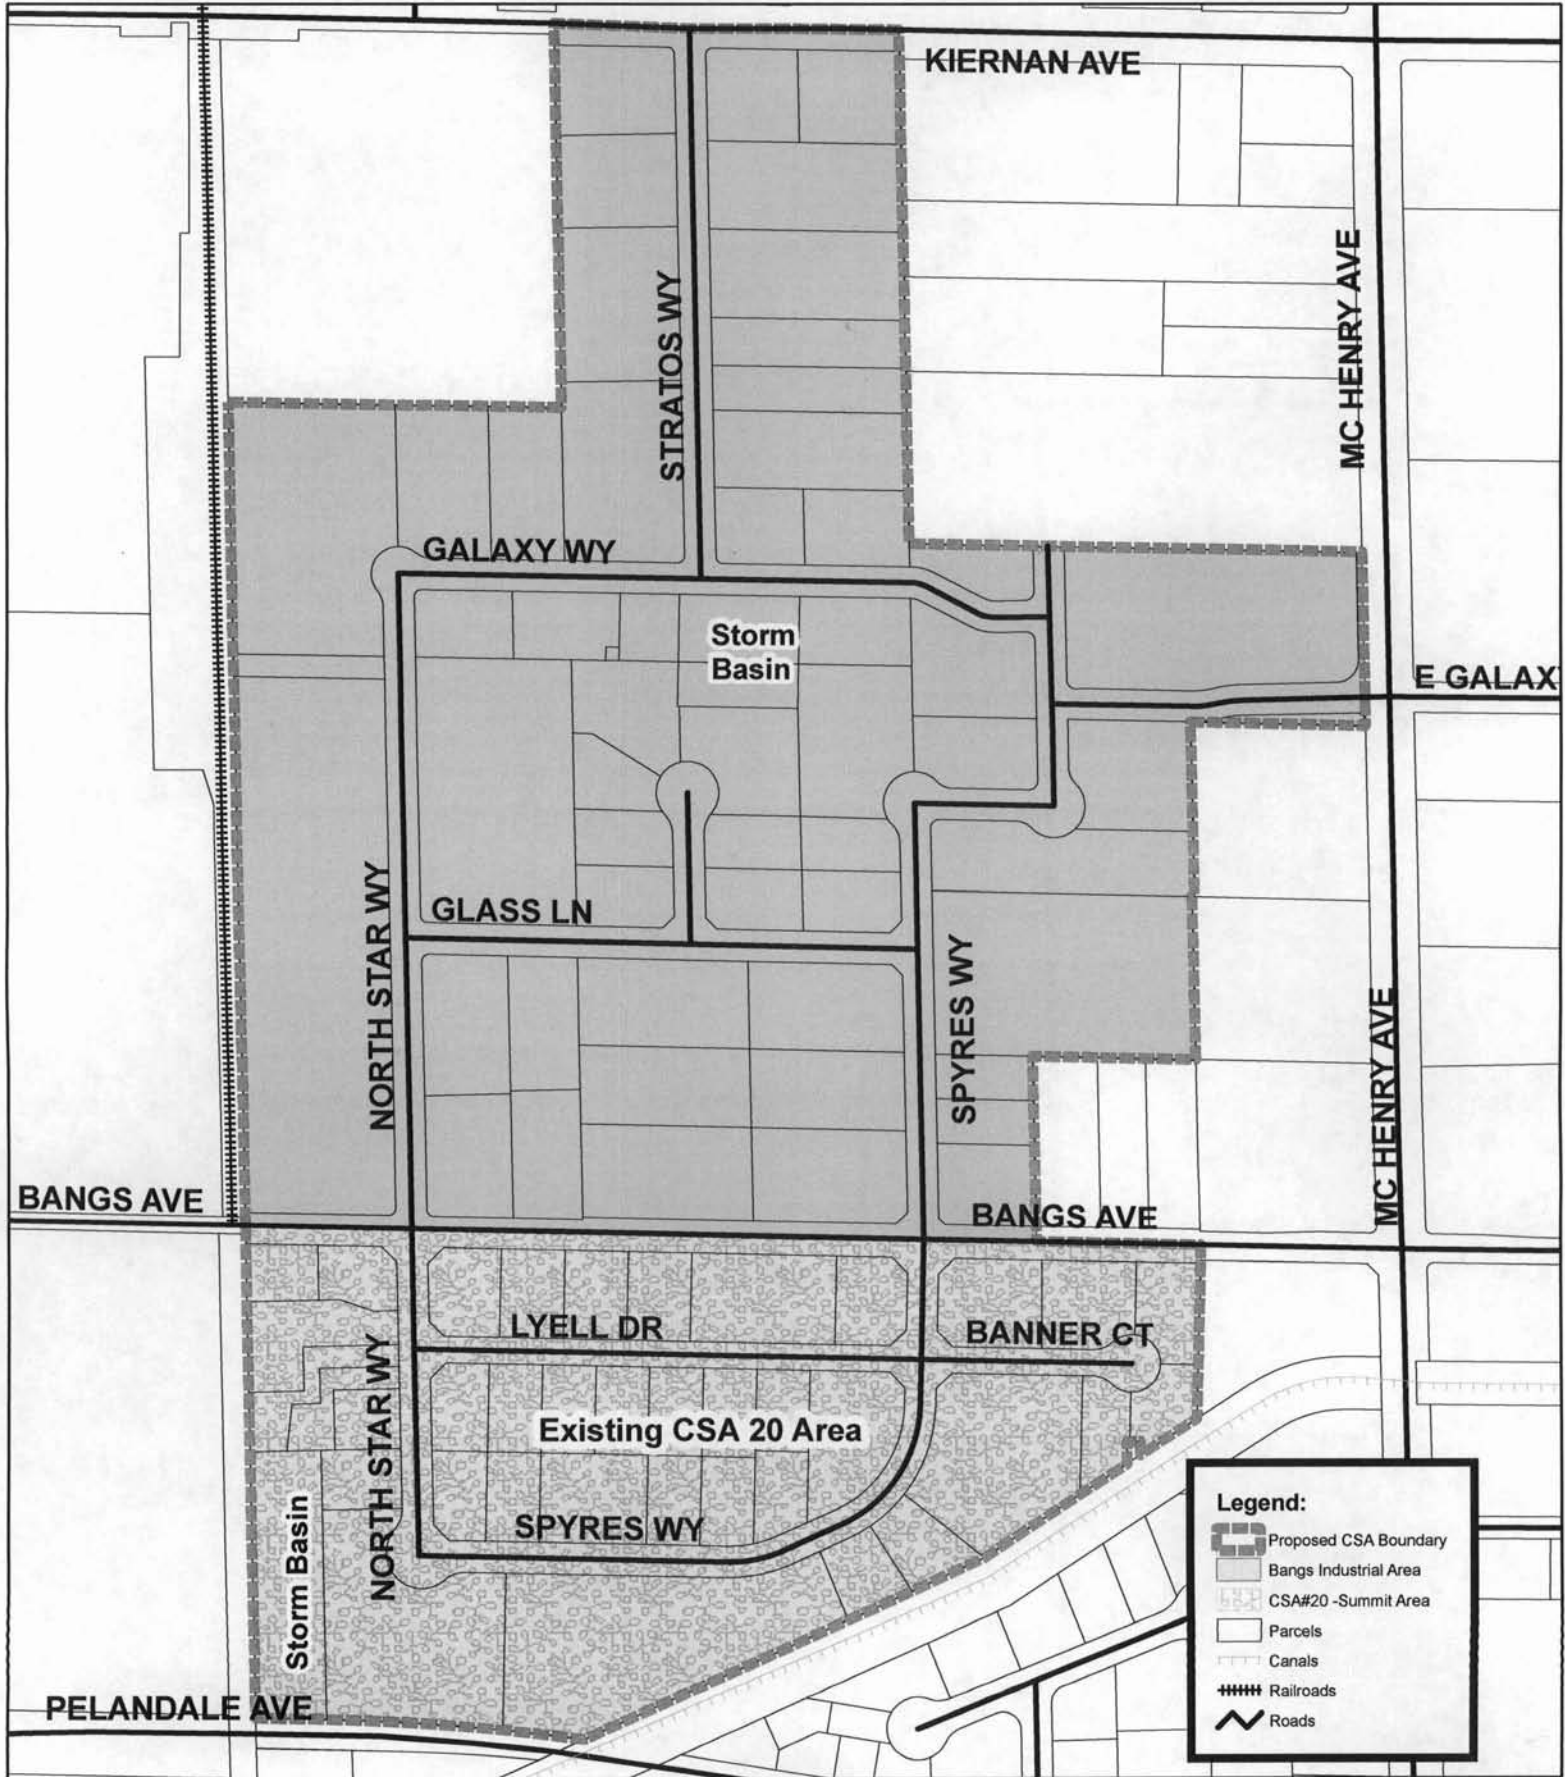 KIERNAN AVE
STRATOS WY
MC HENRY AVE
GALAXY WY
Storm
Basin
E GALAX
NORTH STAR WY
GLASS LN
SPYRES WY
MC HENRY AVE
BANGS AVE
BANGS AVE
LYELL DR
BANNER CT
NORTH STAR WY
Existing CSA 20 Area
SPYRES WY
Storm Basin
PELANDALE AVE
Legend:
Proposed CSA Boundary
Bangs Industrial Area
CSA#20 -Summit Area
Parcels
Canals
Railroads
Roads